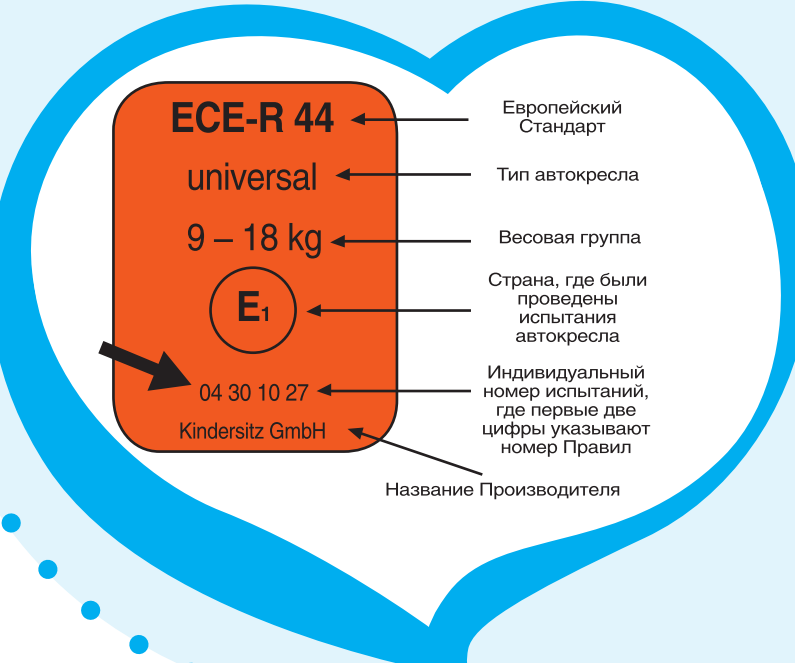 ECE-R 44
Европейский
Стандарт
universal
Тип автокресла
9 – 18 kg
Весовая группа
E1
Страна, где были
проведены
испытания
автокресла
04 30 10 27
Индивидуальный
номер испытаний,
где первые две
цифры указывают
номер Правил
Kindersitz GmbH
Название Производителя